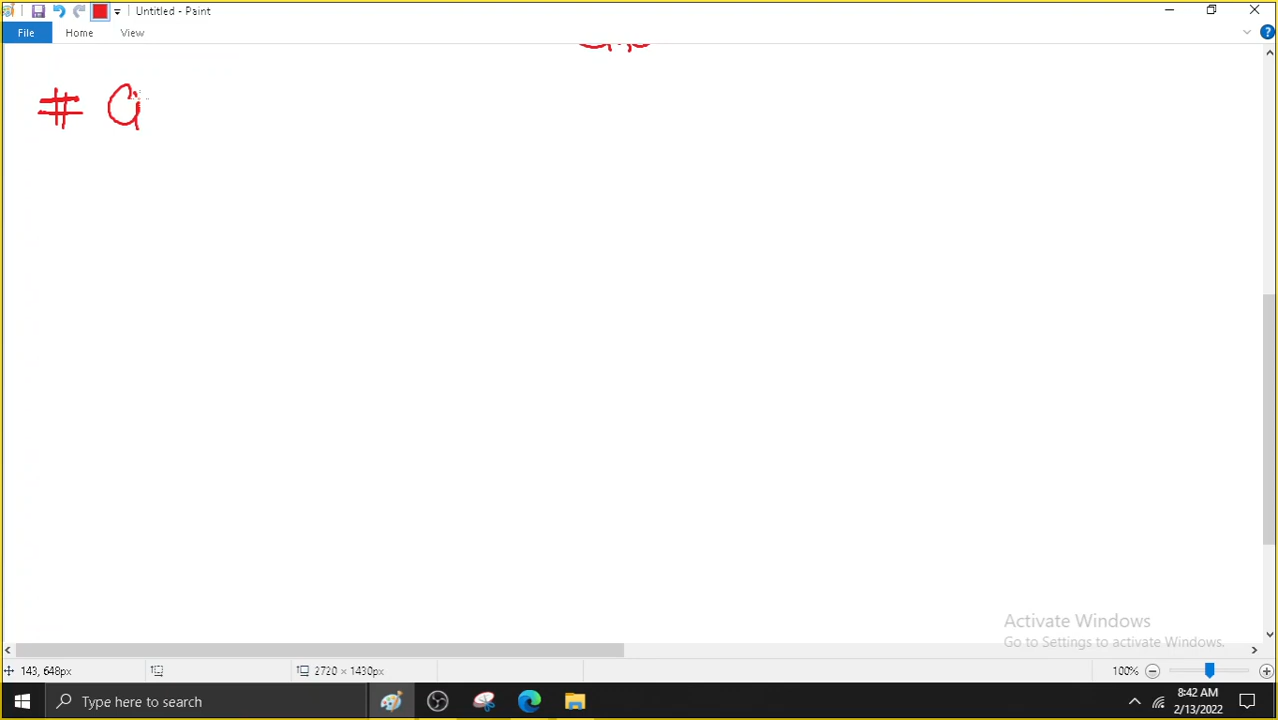 Untitled - Paint
File Home View
# G
Activate Windows
Go to Settings to activate Windows.
143, 648px 2720 × 1430px 100%
Type here to search
8:42 AM
2/13/2022